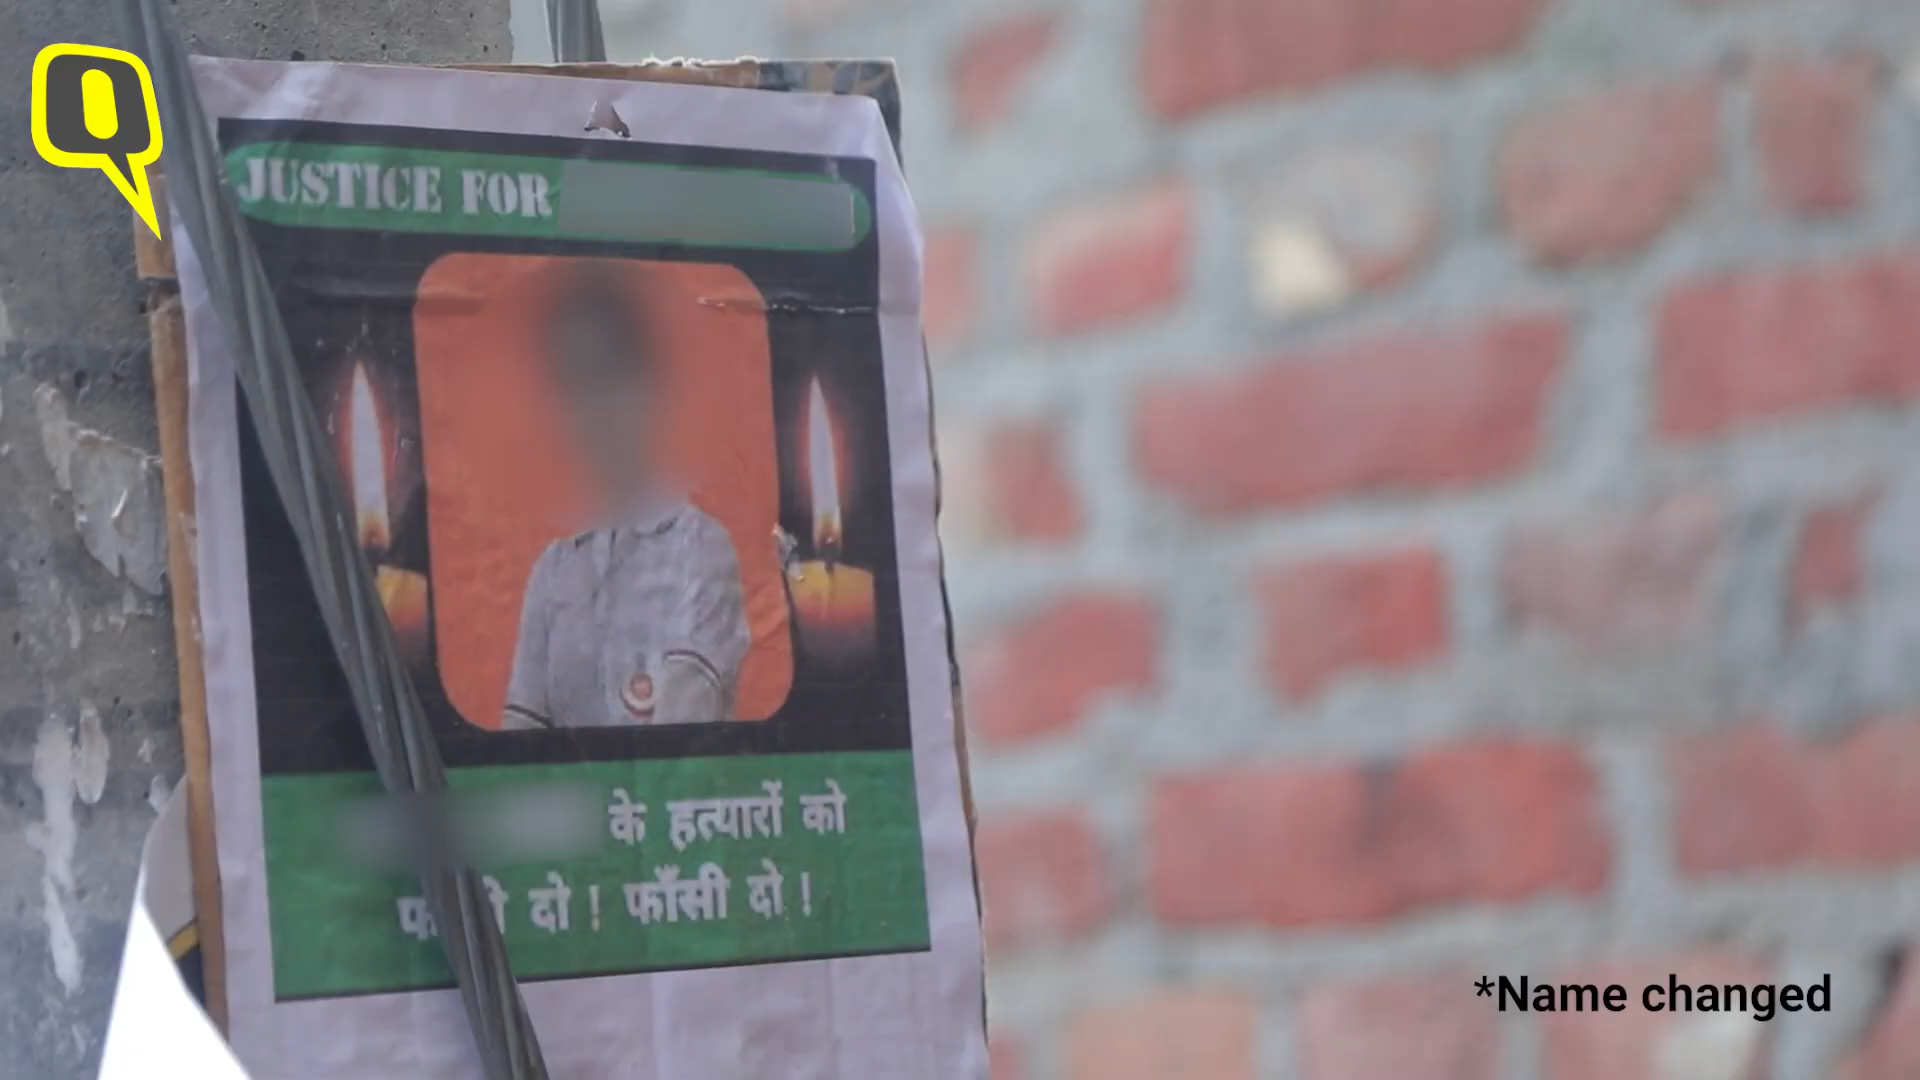 JUSTICE FOR
के हत्यारों को
दो ! फाँसी दो !
*Name changed